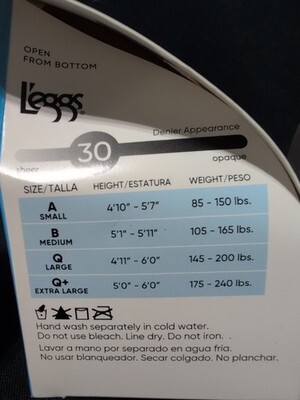 OPEN
FROM BOTTOM
L'eggs
Denier Appearance
30
sheer
opaque
SIZE/TALLA HEIGHT/ESTATURA WEIGHT/PESO
A
SMALL
4'10" - 5'7" 85 - 150 lbs.
B
MEDIUM
5'1" - 5'11" 105 - 165 lbs.
Q
LARGE
4'11" - 6'0" 145 - 200 lbs.
Q+
EXTRA LARGE
5'0" - 6'0" 175 - 240 lbs.
Hand wash separately in cold water.
Do not use bleach. Line dry. Do not iron.
Lavar a mano por separado en agua fría.
No usar blanqueador. Secar colgado. No planchar.